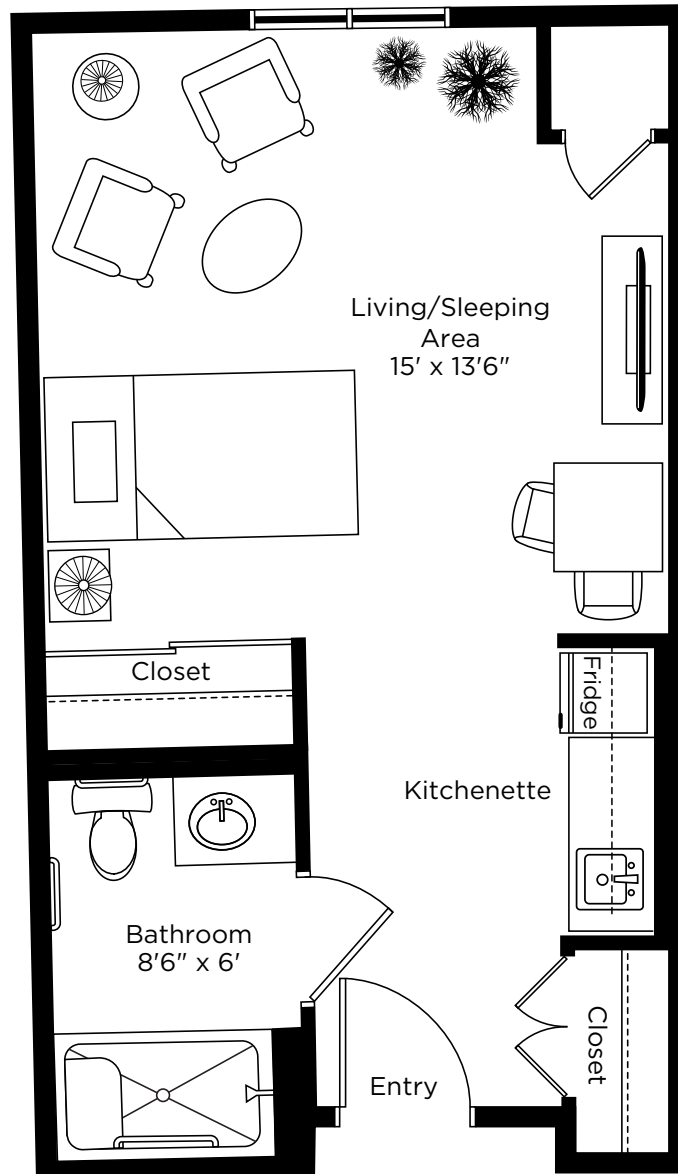 Living/Sleeping
Area
15' x 13'6"
Closet
Fridge
Kitchenette
Bathroom
8'6" x 6'
Closet
Entry